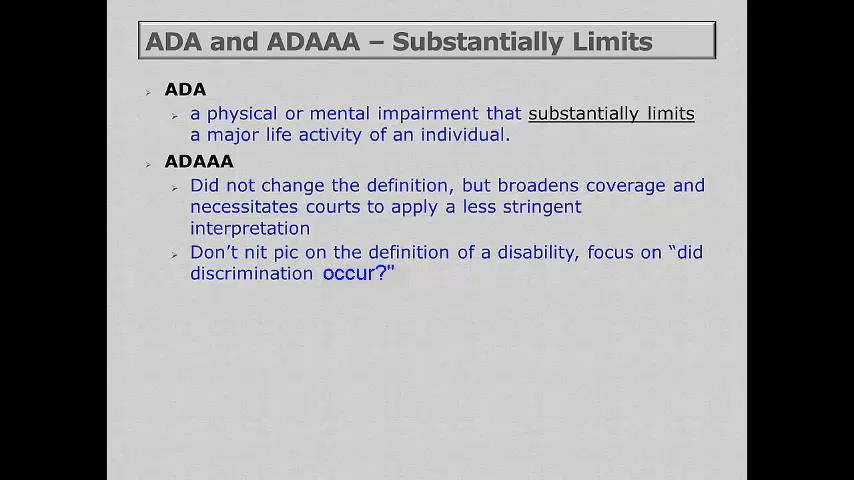 ADA and ADAAA – Substantially Limits
ADA
a physical or mental impairment that substantially limits
a major life activity of an individual.
ADAAA
Did not change the definition, but broadens coverage and
necessitates courts to apply a less stringent
interpretation
Don’t nit pic on the definition of a disability, focus on “did
discrimination occur?"